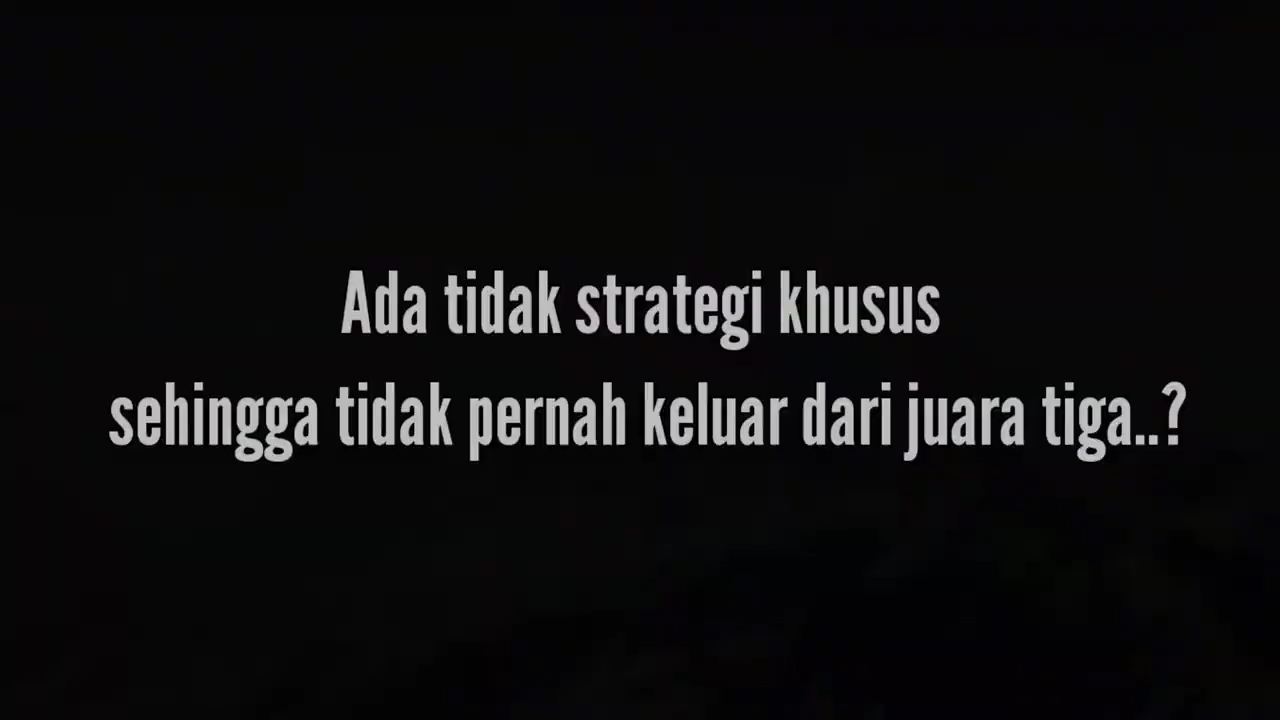 Ada tidak strategi khusus
sehingga tidak pernah keluar dari juara tiga..?